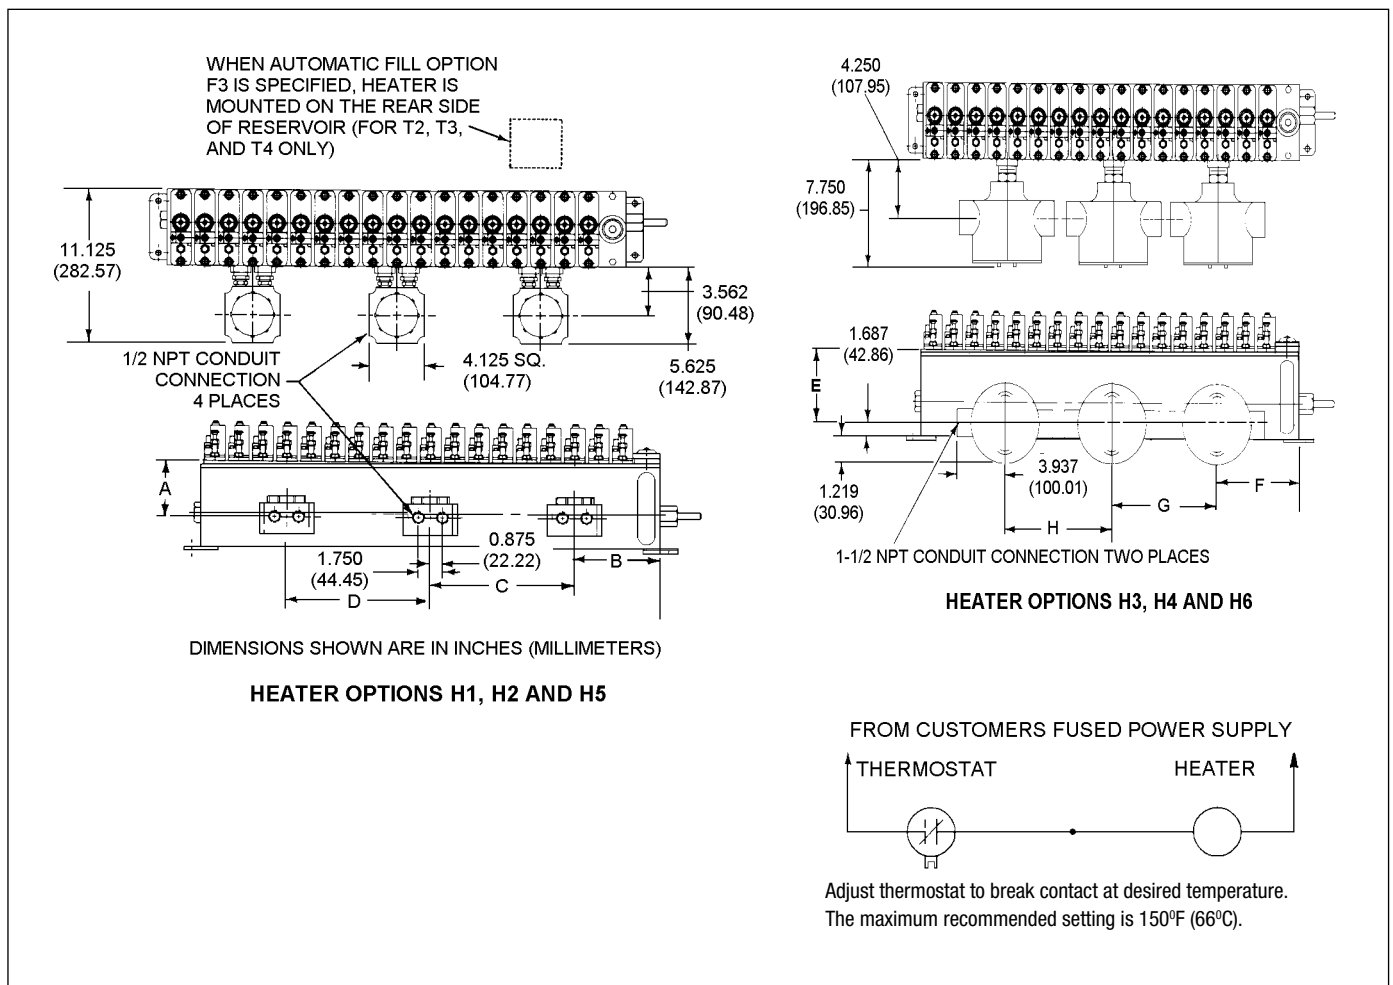 WHEN AUTOMATIC FILL OPTION
F3 IS SPECIFIED, HEATER IS
MOUNTED ON THE REAR SIDE
OF RESERVOIR (FOR T2, T3,
AND T4 ONLY)
11.125
(282.57)
3.562
(90.48)
1/2 NPT CONDUIT
CONNECTION
4 PLACES
4.125 SQ.
(104.77)
5.625
(142.87)
A
1.750
(44.45)
0.875
(22.22)
B
C
D
DIMENSIONS SHOWN ARE IN INCHES (MILLIMETERS)
HEATER OPTIONS H1, H2 AND H5
4.250
(107.95)
7.750
(196.85)
1.687
(42.86)
E
3.937
(100.01)
1.219
(30.96)
F
G
H
1-1/2 NPT CONDUIT CONNECTION TWO PLACES
HEATER OPTIONS H3, H4 AND H6
FROM CUSTOMERS FUSED POWER SUPPLY
THERMOSTAT
HEATER
Adjust thermostat to break contact at desired temperature.
The maximum recommended setting is 150⁰F (66⁰C).